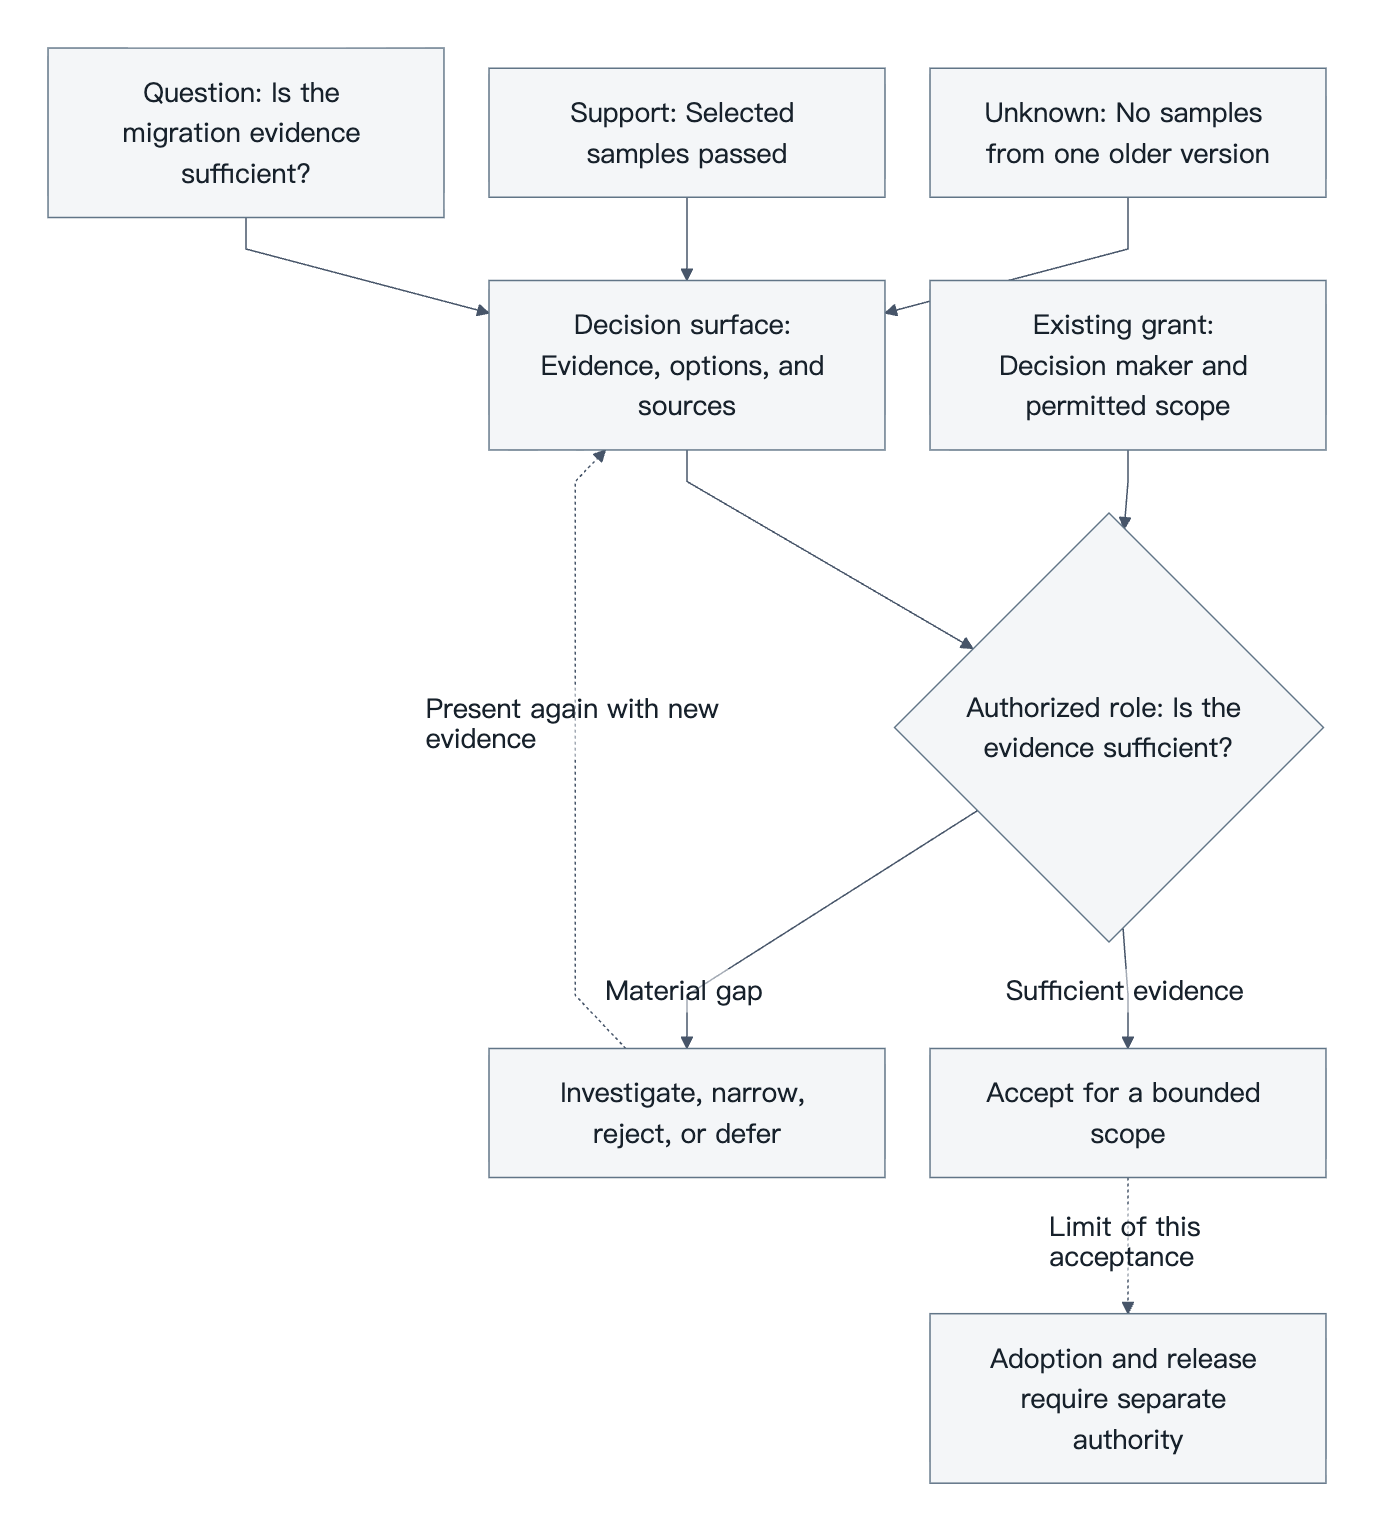 Question: Is the
migration evidence
sufficient?
Support: Selected
samples passed
Unknown: No samples
from one older version
Decision surface:
Evidence, options, and
sources
Existing grant:
Decision maker and
permitted scope
Present again with new
evidence
Authorized role: Is the
evidence sufficient?
Material gap
Sufficient evidence
Investigate, narrow,
reject, or defer
Accept for a bounded
scope
Limit of this
acceptance
Adoption and release
require separate
authority